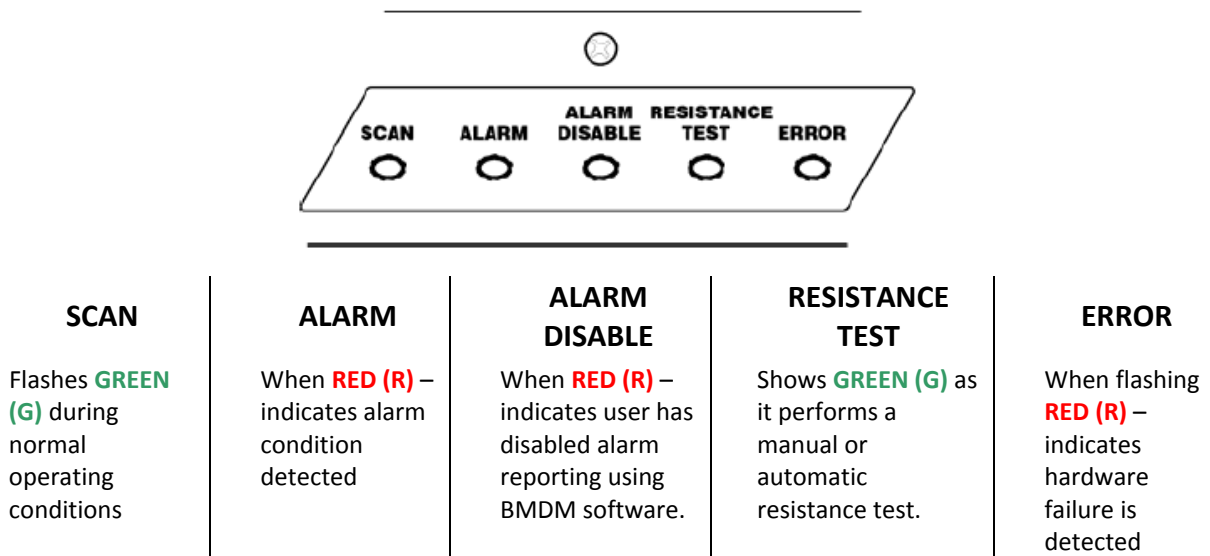 ALARM RESISTANCE
SCAN ALARM DISABLE TEST ERROR
SCAN
Flashes GREEN
(G) during
normal
operating
conditions
ALARM
When RED (R) –
indicates alarm
condition
detected
ALARM
DISABLE
When RED (R) –
indicates user has
disabled alarm
reporting using
BMDM software.
RESISTANCE
TEST
Shows GREEN (G) as
it performs a
manual or
automatic
resistance test.
ERROR
When flashing
RED (R) –
indicates
hardware
failure is
detected